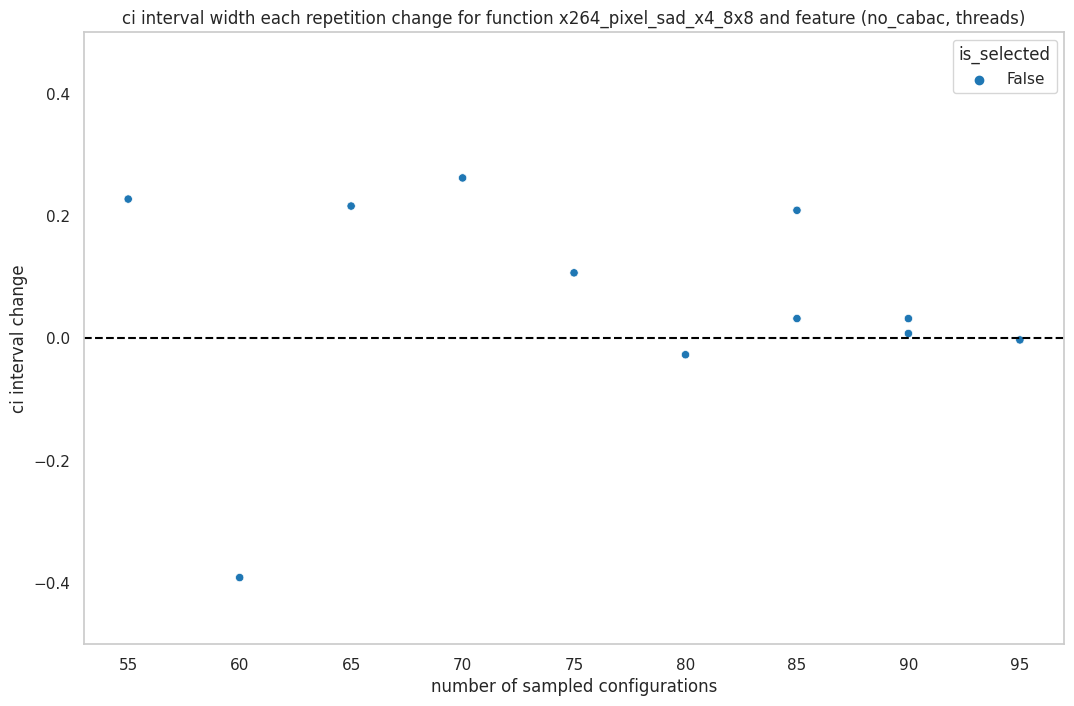 ci interval width each repetition change for function x264_pixel_sad_x4_8x8 and feature (no_cabac, threads)
is_selected
False
0.4
0.2
0.0
−0.2
−0.4
ci interval change
55 60 65 70 75 80 85 90 95
number of sampled configurations